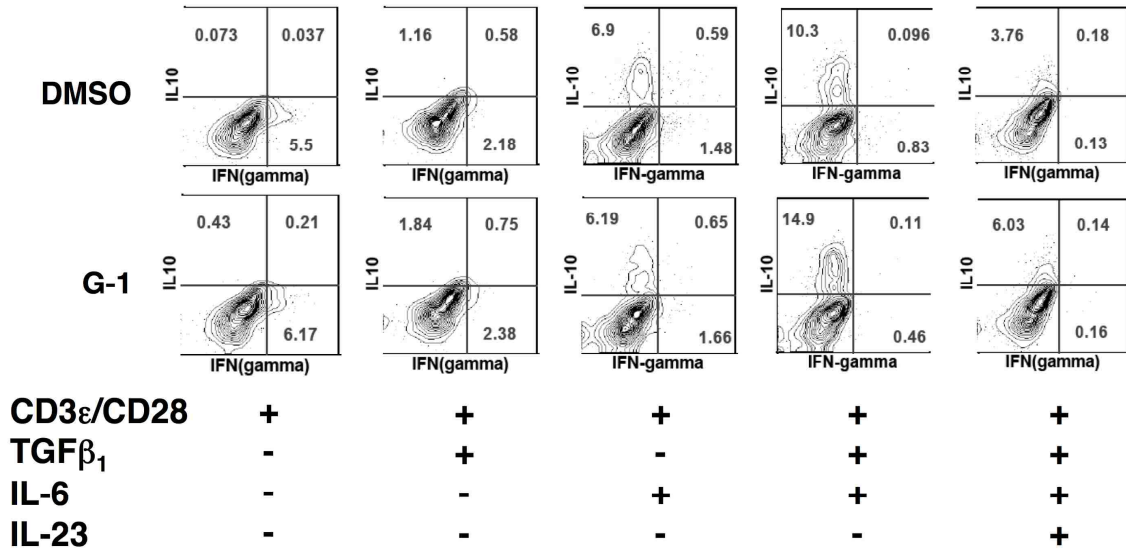 0.073 0.037 1.16 0.58 6.9 0.59 10.3 0.096 3.76 0.18
DMSO
IL10 IL10 IL-10 IL-10 IL10
5.5 2.18 1.48 0.83 0.13
IFN(gamma) IFN(gamma) IFN-gamma IFN-gamma IFN(gamma)
0.43 0.21 1.84 0.75 6.19 0.65 14.9 0.11 6.03 0.14
G-1
IL10 IL10 IL-10 IL-10 IL10
6.17 2.38 1.66 0.46 0.16
IFN(gamma) IFN(gamma) IFN-gamma IFN-gamma IFN(gamma)
CD3ε/CD28 + + + + +
TGFβ₁ - + - + +
IL-6 - - + + +
IL-23 - - - - +